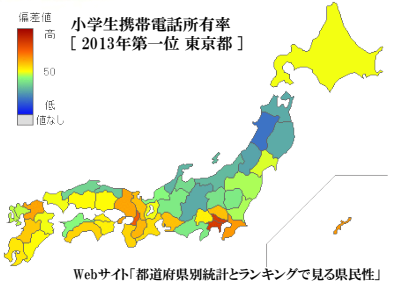 偏差値
高
50
低
値なし
小学生携帯電話所有率
[ 2013年第一位 東京都 ]
Webサイト「都道府県別統計とランキングで見る県民性」